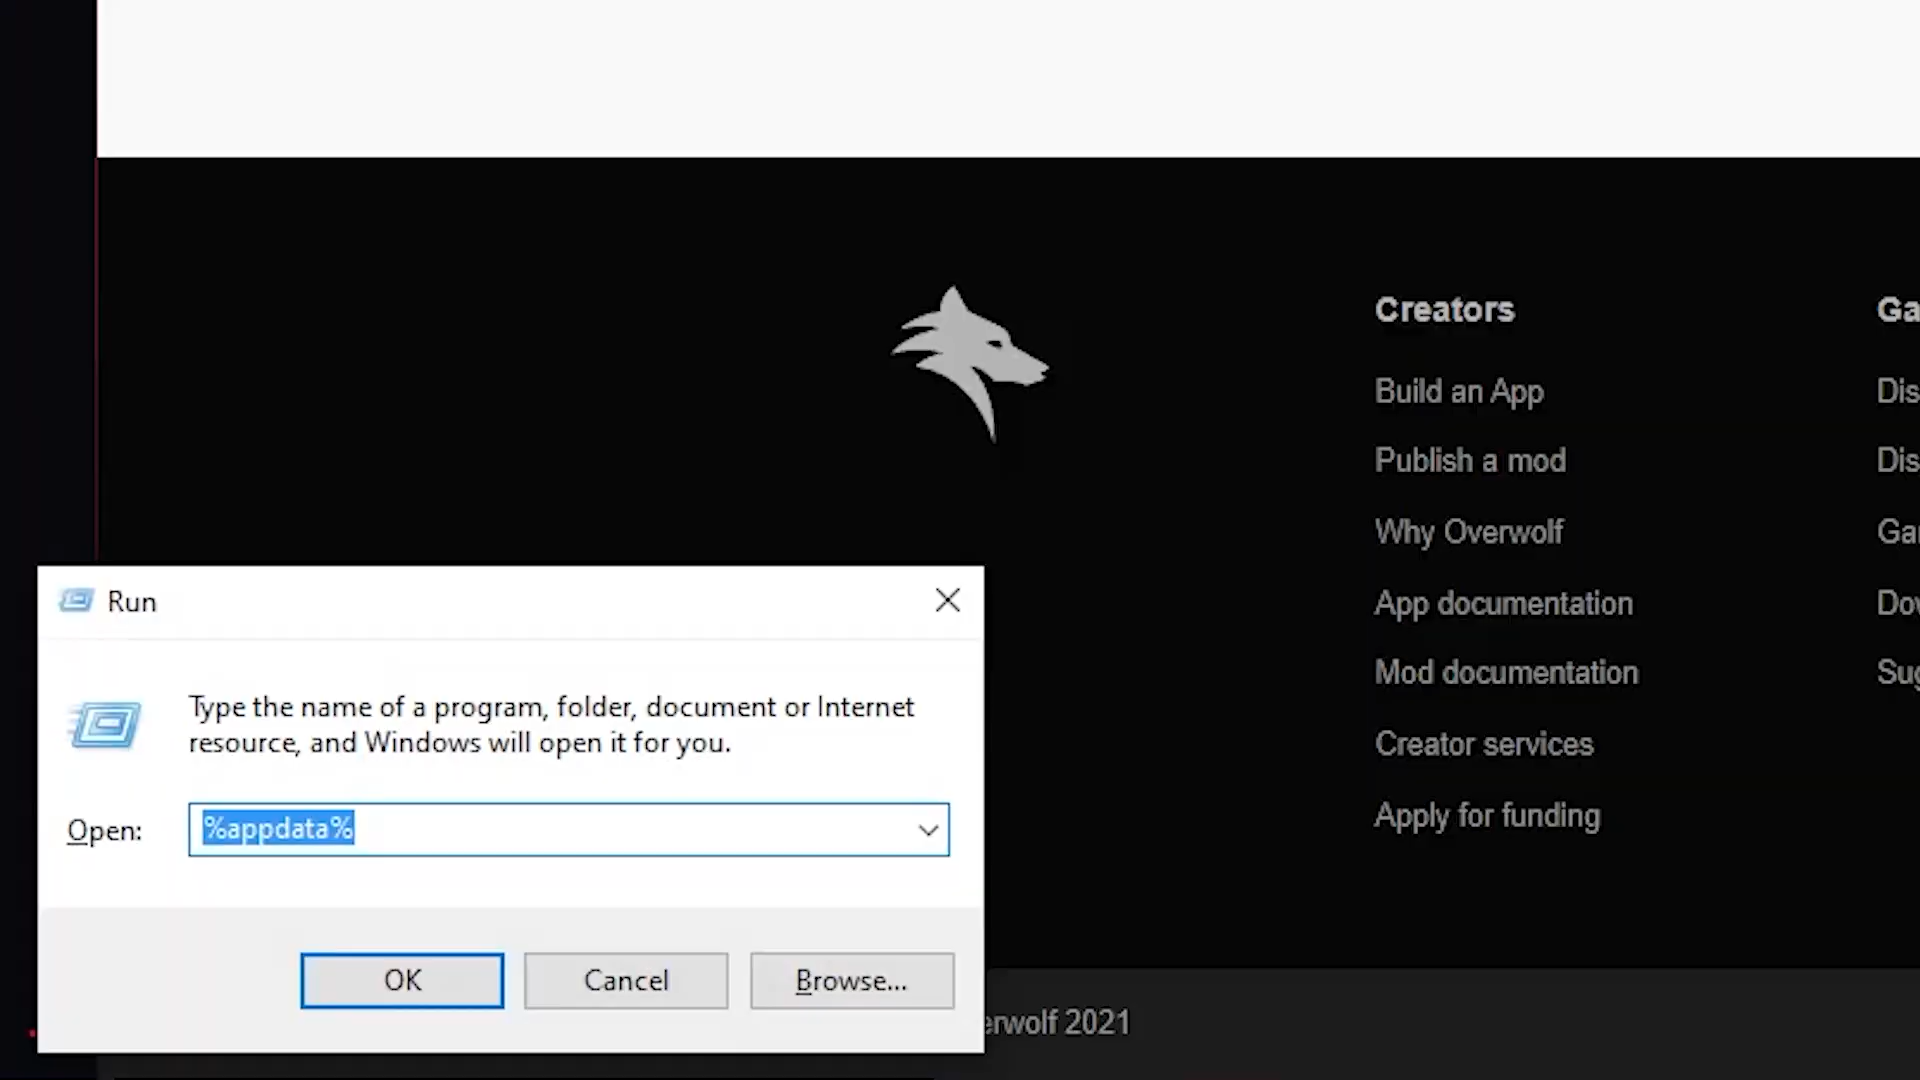 Creators
Build an App
Publish a mod
Why Overwolf
App documentation
Mod documentation
Creator services
Apply for funding
Run
Type the name of a program, folder, document or Internet
resource, and Windows will open it for you.
Open:
%appdata%
OK
Cancel
Browse...
erwolf 2021